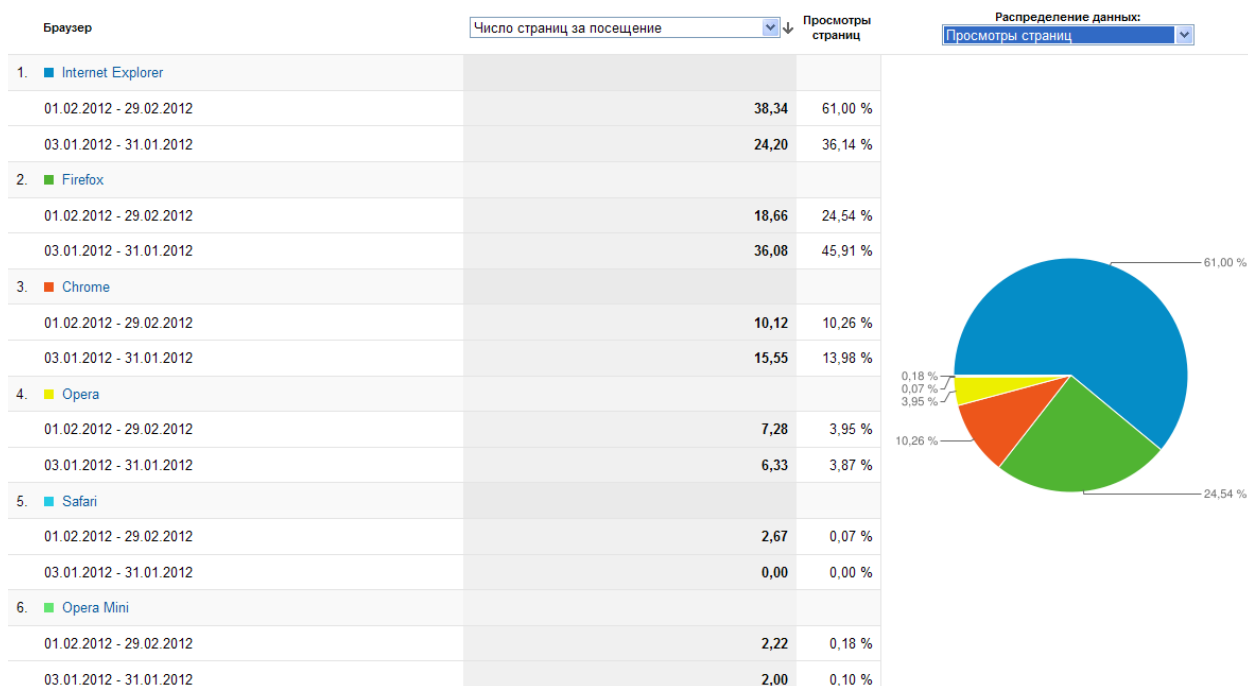 Браузер
Число страниц за посещение
Просмотры
страниц
Распределение данных:
Просмотры страниц
1. Internet Explorer
01.02.2012 - 29.02.2012 38,34 61,00 %
03.01.2012 - 31.01.2012 24,20 36,14 %
2. Firefox
01.02.2012 - 29.02.2012 18,66 24,54 %
03.01.2012 - 31.01.2012 36,08 45,91 %
3. Chrome
01.02.2012 - 29.02.2012 10,12 10,26 %
03.01.2012 - 31.01.2012 15,55 13,98 %
4. Opera
01.02.2012 - 29.02.2012 7,28 3,95 %
03.01.2012 - 31.01.2012 6,33 3,87 %
5. Safari
01.02.2012 - 29.02.2012 2,67 0,07 %
03.01.2012 - 31.01.2012 0,00 0,00 %
6. Opera Mini
01.02.2012 - 29.02.2012 2,22 0,18 %
03.01.2012 - 31.01.2012 2,00 0,10 %
61,00 %
0,18 %
0,07 %
3,95 %
10,26 %
24,54 %